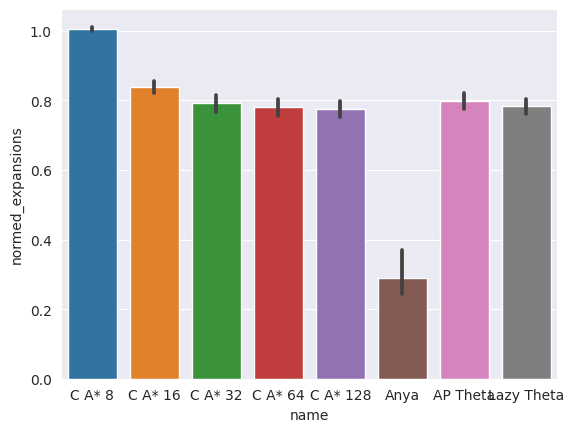 normed_expansions
1.0
0.8
0.6
0.4
0.2
0.0
C A* 8 C A* 16 C A* 32 C A* 64 C A* 128 Anya AP Theta Lazy Theta
name